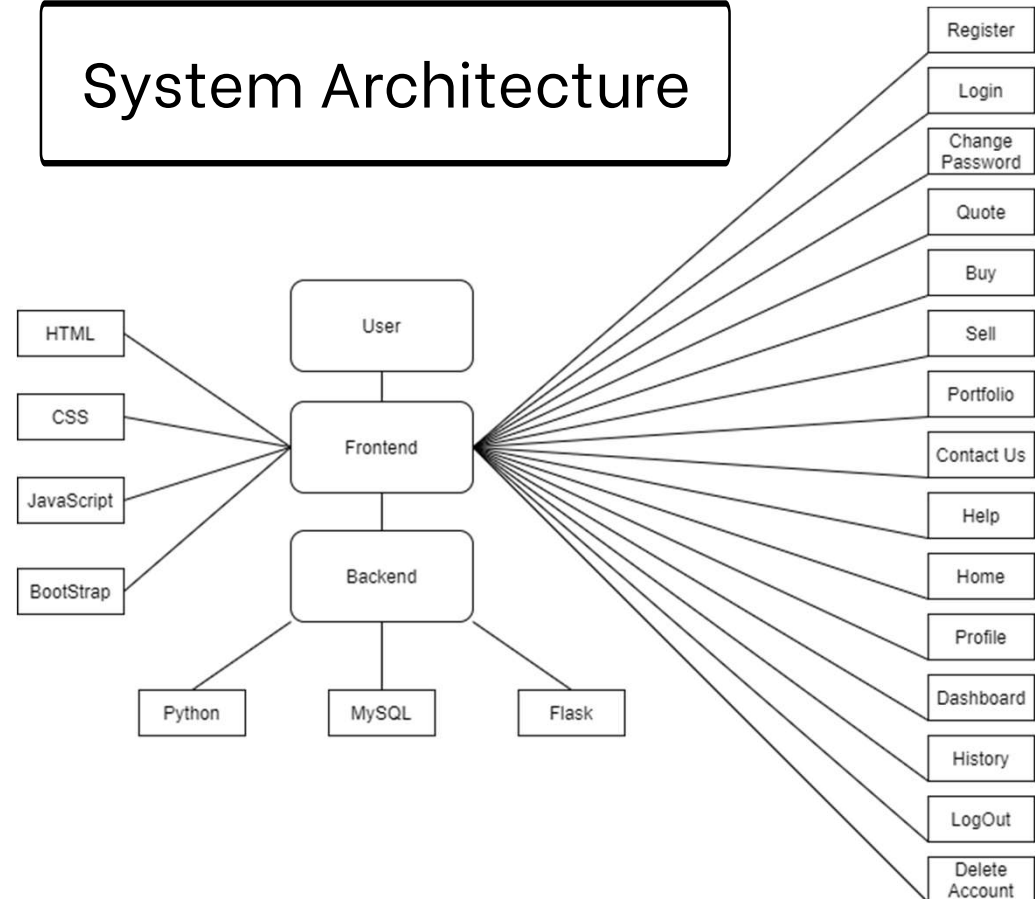 System Architecture
Register
Login
Change
Password
Quote
Buy
Sell
Portfolio
Contact Us
Help
Home
Profile
Dashboard
History
LogOut
Delete
Account
User
Frontend
Backend
HTML
CSS
JavaScript
BootStrap
Python
MySQL
Flask